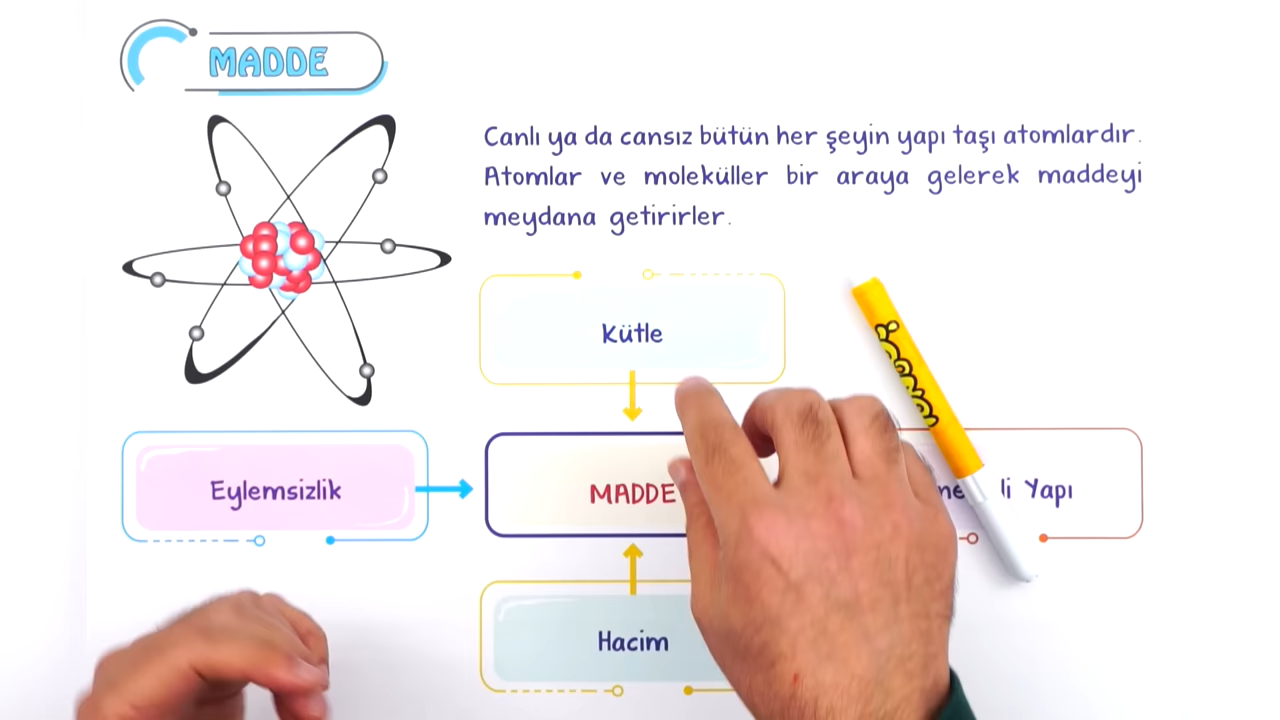 MADDE
Canlı ya da cansız bütün her şeyin yapı taşı atomlardır.
Atomlar ve moleküller bir araya gelerek maddeyi
meydana getirirler.
Kütle
Eylemsizlik
MADDE
Yapı
Hacim